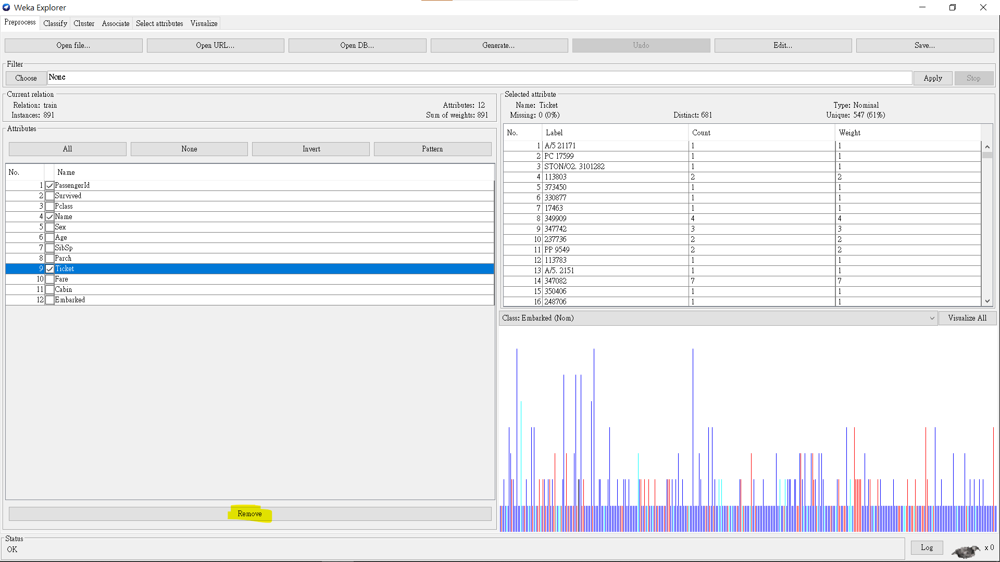 Weka Explorer
Preprocess Classify Cluster Associate Select attributes Visualize
Open file... Open URL... Open DB... Generate... Undo Edit... Save...
Filter
Choose None Apply Stop
Current relation
Relation: train Attributes: 12
Instances: 891 Sum of weights: 891
Attributes
All None Invert Pattern
No. Name
1 PassengerId
2 Survived
3 Pclass
4 Name
5 Sex
6 Age
7 SibSp
8 Parch
9 Ticket
10 Fare
11 Cabin
12 Embarked
Remove
Selected attribute
Name: Ticket Type: Nominal
Missing: 0 (0%) Distinct: 681 Unique: 547 (61%)
No. Label Count Weight
1 A/5 21171 1 1
2 PC 17599 1 1
3 STON/O2. 3101282 1 1
4 113803 2 2
5 373450 1 1
6 330877 1 1
7 17463 1 1
8 349909 4 4
9 347742 3 3
10 237736 2 2
11 PP 9549 2 2
12 113783 1 1
13 A/5. 2151 1 1
14 347082 7 7
15 350406 1 1
16 248706 1 1
Class: Embarked (Nom) Visualize All
Status
OK
Log x 0